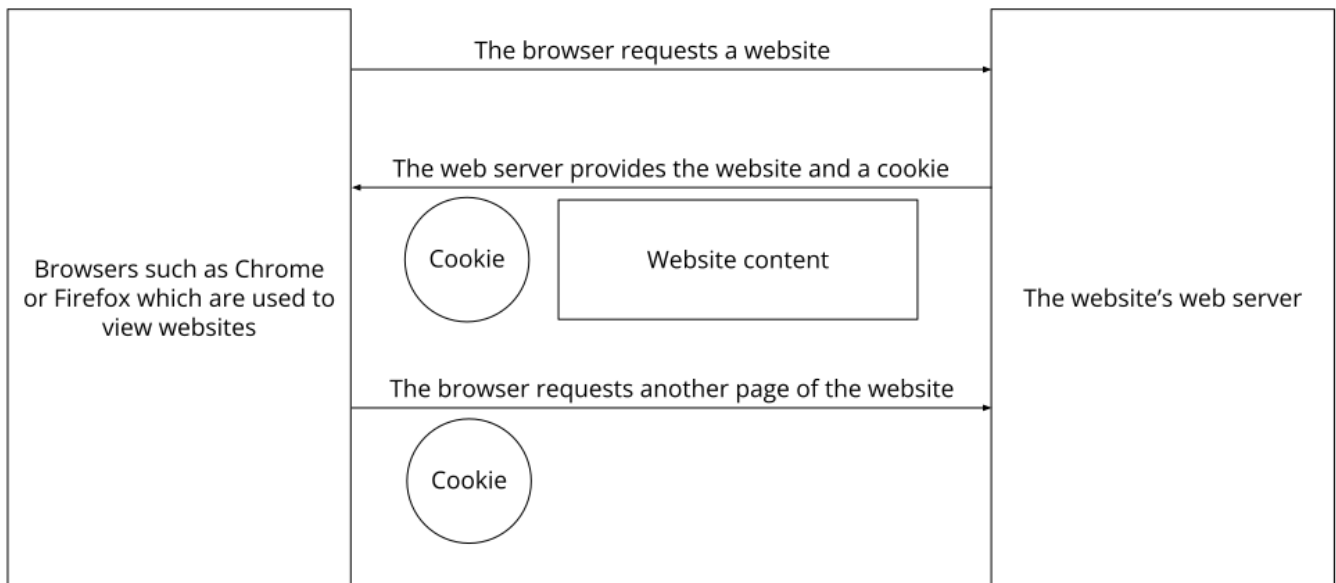 The browser requests a website
The web server provides the website and a cookie
Cookie
Website content
Browsers such as Chrome
or Firefox which are used to
view websites
The website’s web server
The browser requests another page of the website
Cookie